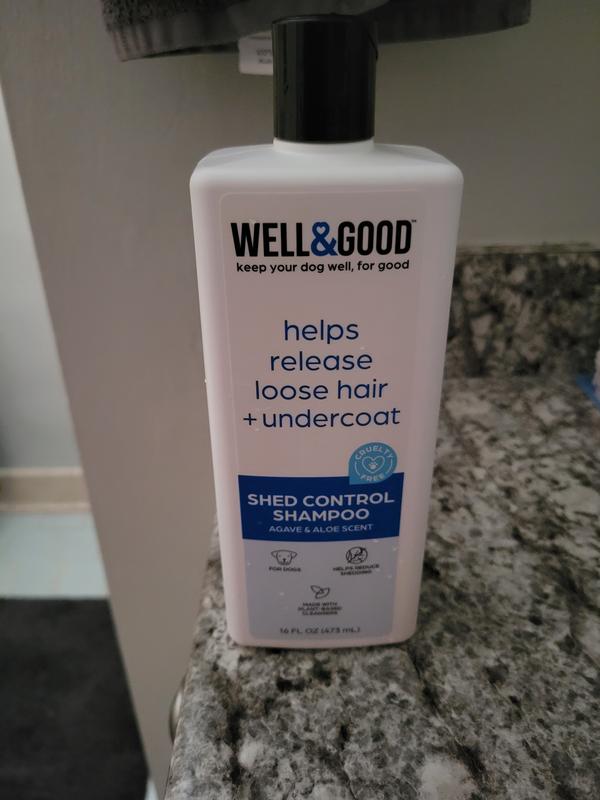 WELL&GOOD™
keep your dog well, for good
helps
release
loose hair
+undercoat
CRUELTY
FREE
SHED CONTROL
SHAMPOO
AGAVE & ALOE SCENT
FOR DOGS
HELPS REDUCE
SHEDDING
MADE WITH
PLANT-BASED
CLEANSERS
16 FL OZ (473 mL)